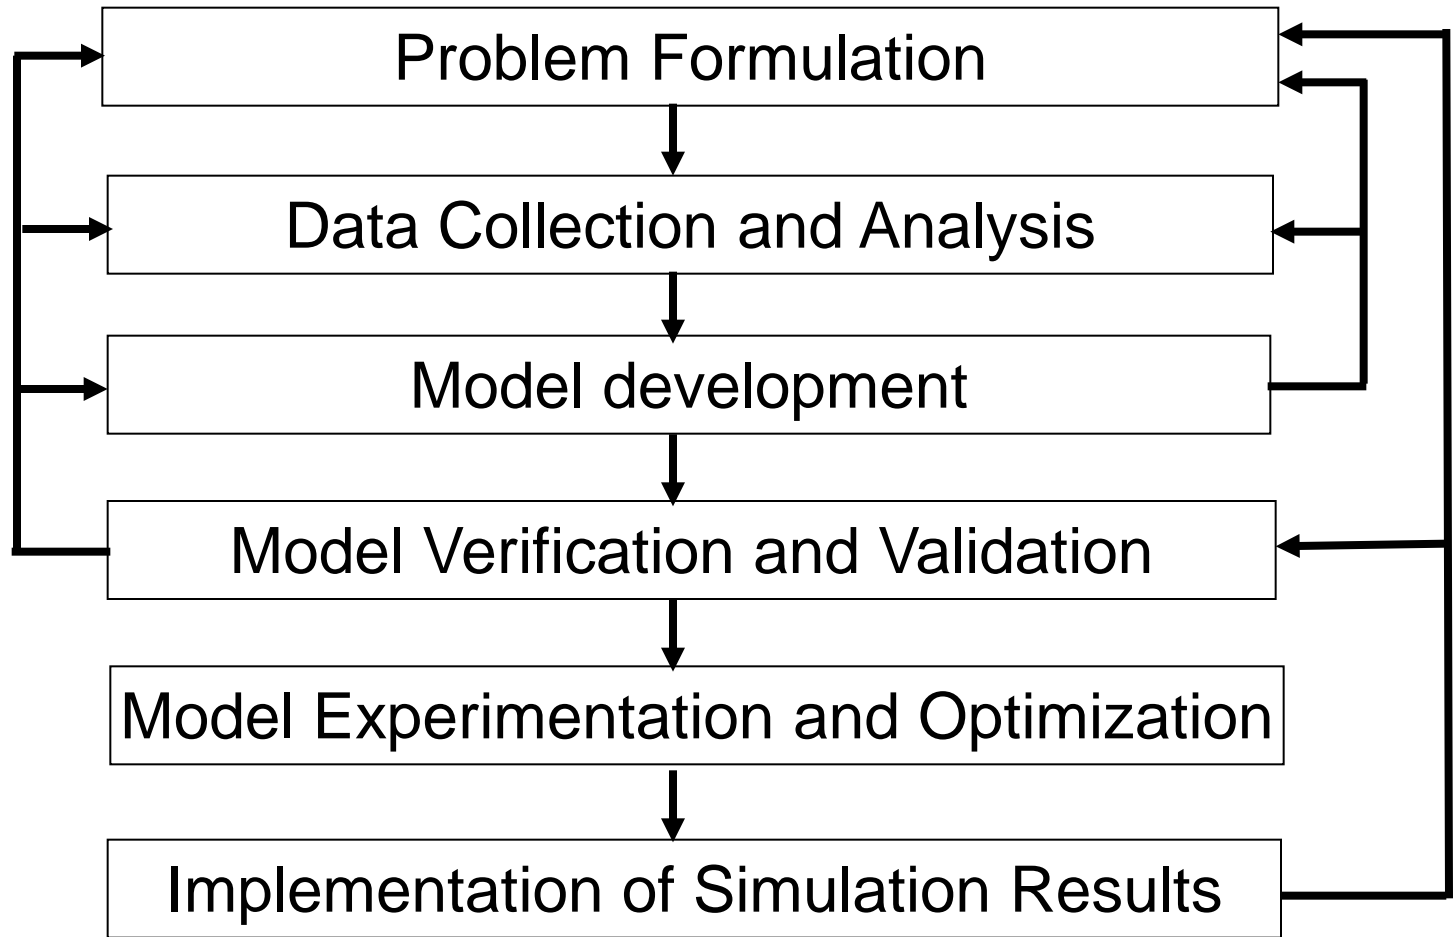 Problem Formulation
Data Collection and Analysis
Model development
Model Verification and Validation
Model Experimentation and Optimization
Implementation of Simulation Results